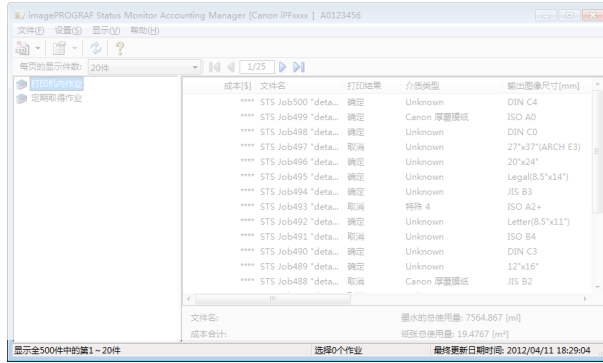 imagePROGRAF Status Monitor Accounting Manager [Canon iPFxxxx ] A0123456
文件(F) 设置(S) 显示(V) 帮助(H)
每页的显示件数: 20件 1/25
打印机内作业
定期取得作业
成本[$] 文件名 打印结果 介质类型 输出图像尺寸[mm]
**** STS Job500 "deta... 确定 Unknown DIN C4
**** STS Job499 "deta... 确定 Canon 厚覆膜纸 ISO A0
**** STS Job498 "deta... 确定 Unknown DIN C0
**** STS Job497 "deta... 取消 Unknown 27"x37"(ARCH E3)
**** STS Job496 "deta... 确定 Unknown 20"x24"
**** STS Job495 "deta... 确定 Unknown Legal(8.5"x14")
**** STS Job494 "deta... 确定 Unknown JIS B3
**** STS Job493 "deta... 取消 特殊 4 ISO A2+
**** STS Job492 "deta... 确定 Unknown Letter(8.5"x11")
**** STS Job491 "deta... 取消 Unknown ISO B4
**** STS Job490 "deta... 确定 Unknown DIN C3
**** STS Job489 "deta... 确定 Unknown 12"x16"
**** STS Job488 "deta... 取消 Canon 厚覆膜纸 JIS B2
文件名: 墨水的总使用量: 7564.867 [ml]
成本合计: 纸张总使用量: 19.4767 [m²]
显示全500件中的第1～20件 选择0个作业 最终更新日期时间: 2012/04/11 18:29:04